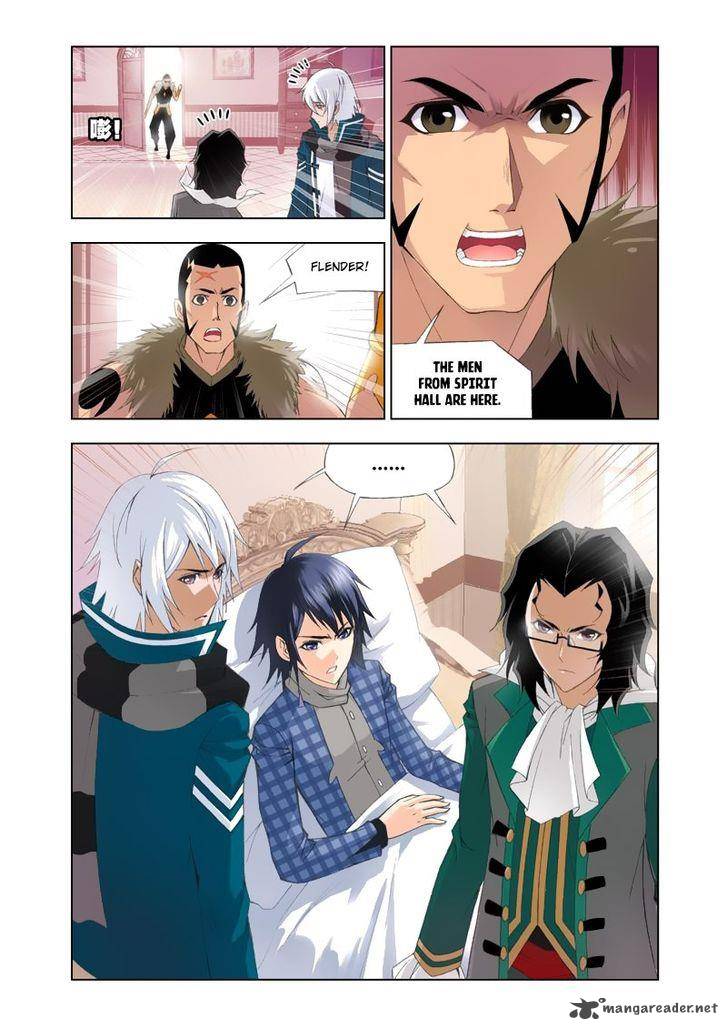 嘭!
FLENDER!
THE MEN
FROM SPIRIT
HALL ARE HERE.
......
mangareader.net